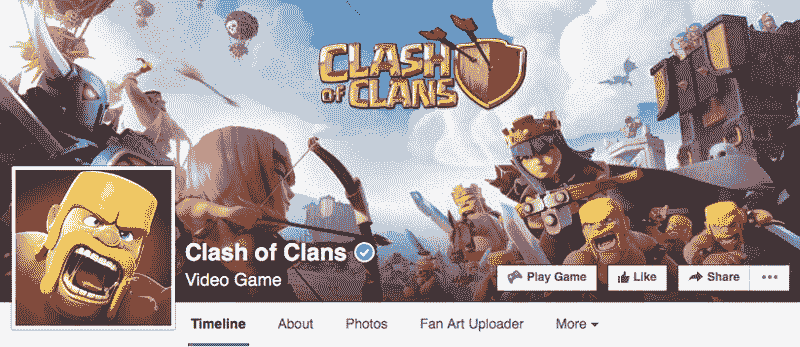 CLASH
OF CLANS
Clash of Clans
Video Game
Play Game
Like
Share
Timeline
About
Photos
Fan Art Uploader
More